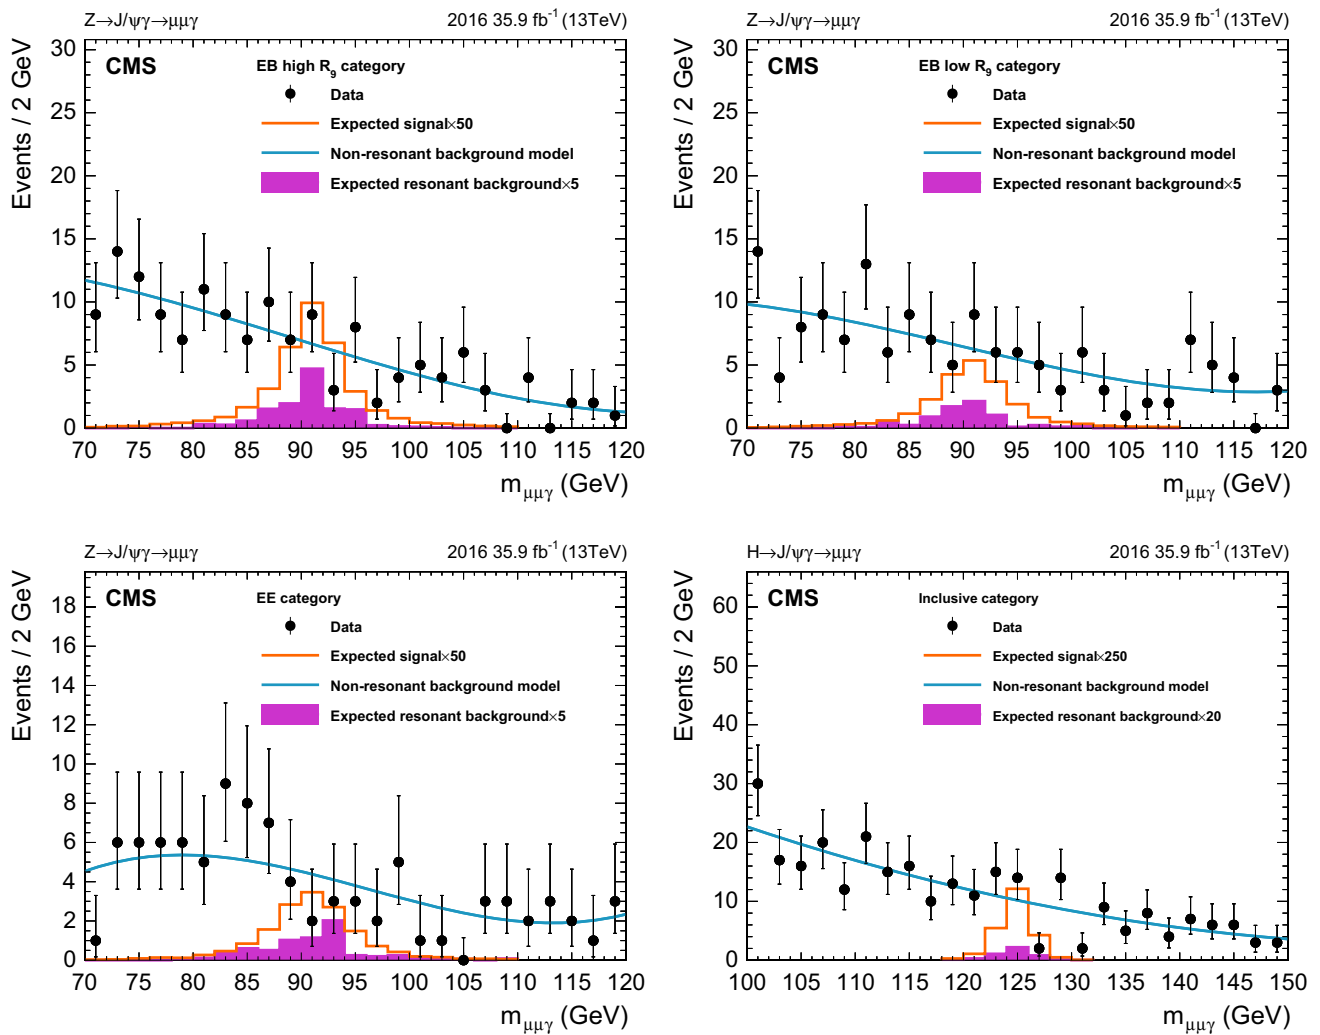 Z→J/ψγ→μμγ 2016 35.9 fb⁻¹ (13TeV)
CMS
EB high R₉ category
Data
Expected signal×50
Non-resonant background model
Expected resonant background×5
Events / 2 GeV
30
25
20
15
10
5
0
70 75 80 85 90 95 100 105 110 115 120
m_μμγ (GeV)
Z→J/ψγ→μμγ 2016 35.9 fb⁻¹ (13TeV)
CMS
EB low R₉ category
Data
Expected signal×50
Non-resonant background model
Expected resonant background×5
Events / 2 GeV
30
25
20
15
10
5
0
70 75 80 85 90 95 100 105 110 115 120
m_μμγ (GeV)
Z→J/ψγ→μμγ 2016 35.9 fb⁻¹ (13TeV)
CMS
EE category
Data
Expected signal×50
Non-resonant background model
Expected resonant background×5
Events / 2 GeV
18
16
14
12
10
8
6
4
2
0
70 75 80 85 90 95 100 105 110 115 120
m_μμγ (GeV)
H→J/ψγ→μμγ 2016 35.9 fb⁻¹ (13TeV)
CMS
Inclusive category
Data
Expected signal×250
Non-resonant background model
Expected resonant background×20
Events / 2 GeV
60
50
40
30
20
10
0
100 105 110 115 120 125 130 135 140 145 150
m_μμγ (GeV)